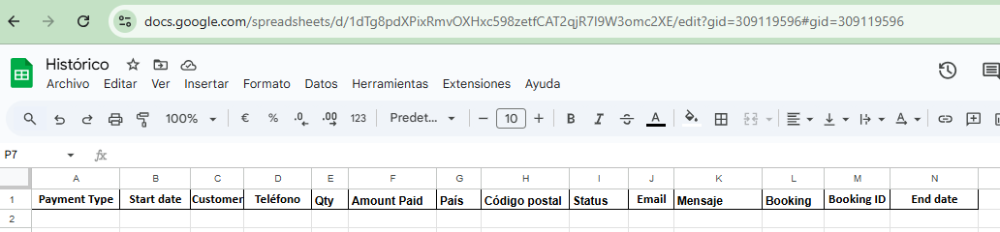 docs.google.com/spreadsheets/d/1dTg8pdXPixRmvOXHxc598zetfCAT2qjR7I9W3omc2XE/edit?gid=309119596#gid=309119596
Histórico
Archivo Editar Ver Insertar Formato Datos Herramientas Extensiones Ayuda
100% € % .0 .00 123 Predet... 10 B I A A
P7 fx
A B C D E F G H I J K L M N
1 Payment Type Start date Customer Teléfono Qty Amount Paid País Código postal Status Email Mensaje Booking Booking ID End date
2